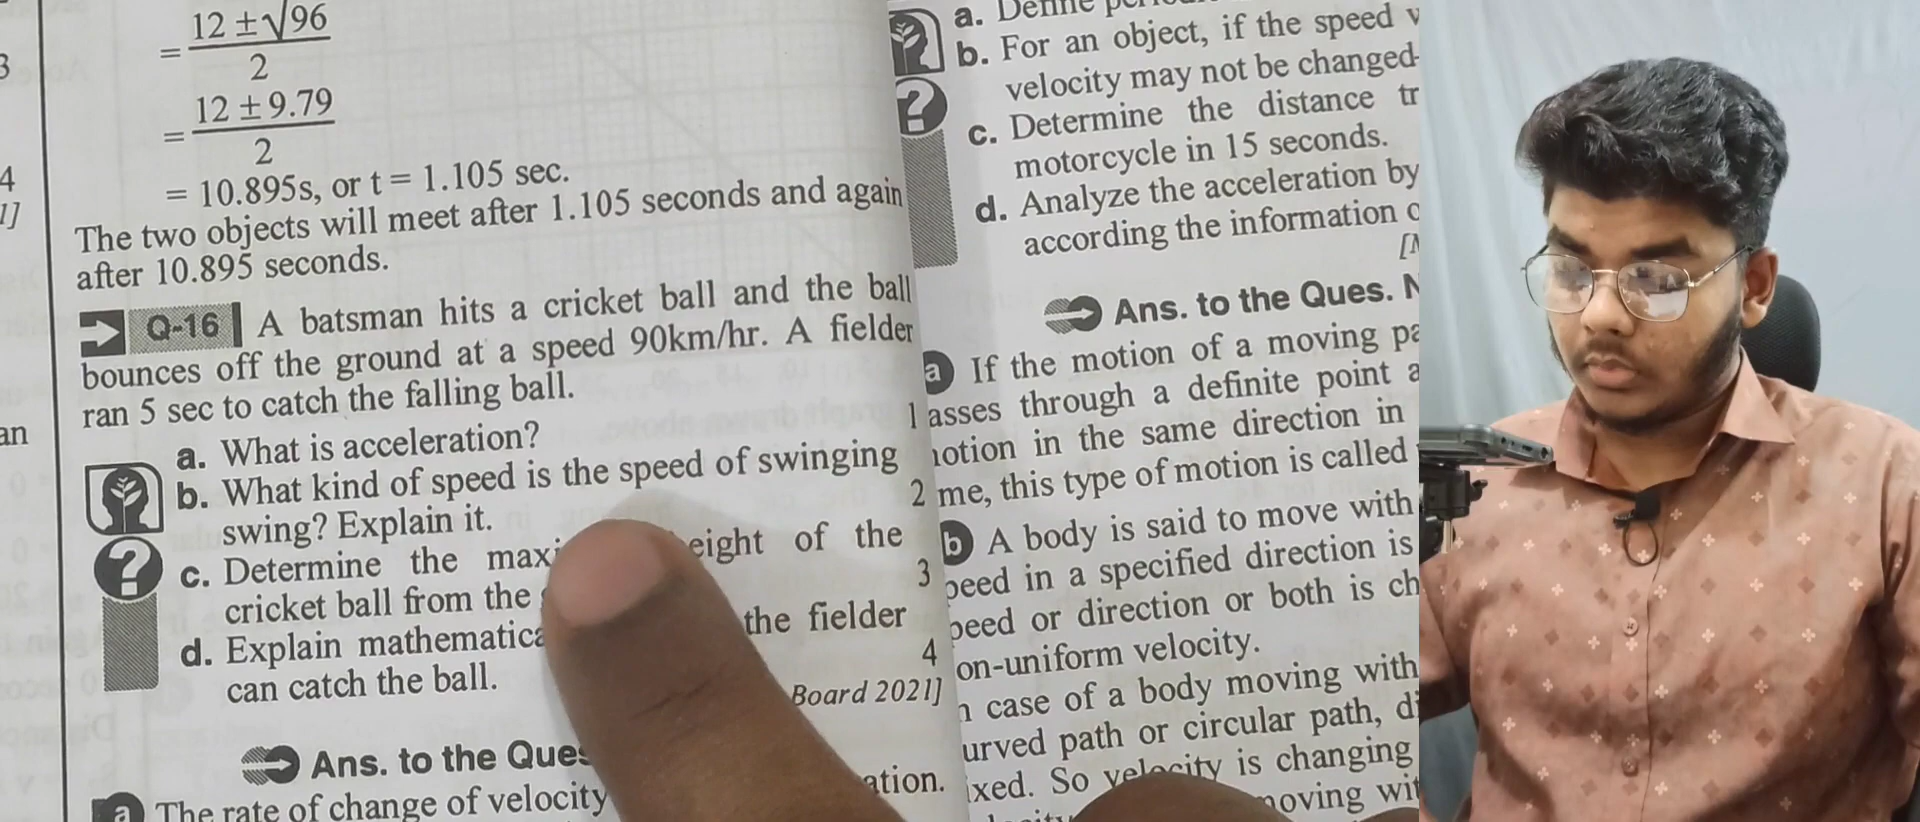 3
4
1]
an
= 12 ± √96 / 2
= 12 ± 9.79 / 2
= 10.895s, or t = 1.105 sec.
The two objects will meet after 1.105 seconds and again
after 10.895 seconds.
Q-16 A batsman hits a cricket ball and the ball
bounces off the ground at a speed 90km/hr. A fielder
ran 5 sec to catch the falling ball.
a. What is acceleration? 1
b. What kind of speed is the speed of swinging
swing? Explain it. 2
c. Determine the eight of the
cricket ball from the 3
d. Explain the fielder
can catch the ball. 4
Board 2021]
Ans. to the
a The rate of change of velocity
a. Define
b. For an object, if the speed
velocity may not be changed
c. Determine the distance
motorcycle in 15 seconds.
d. Analyze the acceleration by
according the information
Ans. to the Ques.
a If the motion of a moving
asses through a definite point
otion in the same direction in
me, this type of motion is called
b A body is said to move with
peed in a specified direction is
peed or direction or both is
on-uniform velocity.
n case of a body moving with
urved path or circular path,
ixed. So velocity is changing
oving